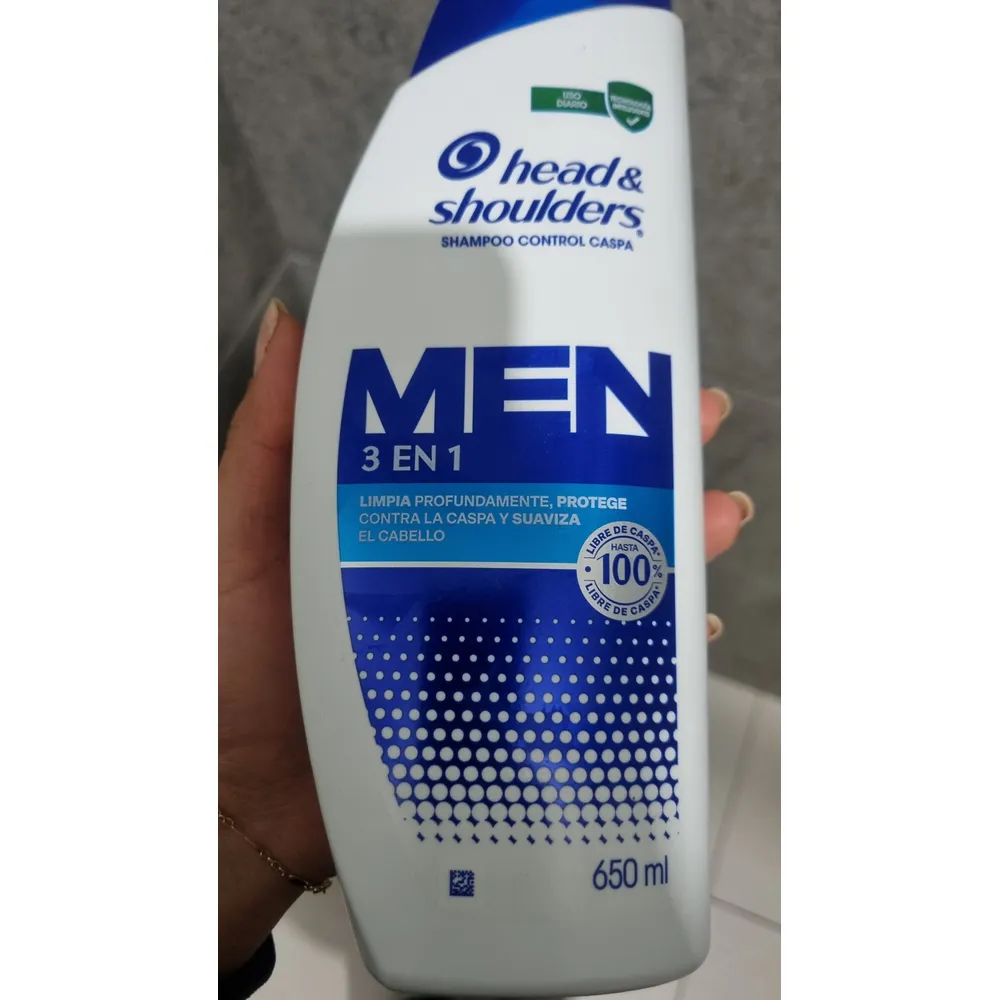 USO
DIARIO
TECNOLOGÍA
head &
shoulders®
SHAMPOO CONTROL CASPA
MEN
3 EN 1
LIMPIA PROFUNDAMENTE, PROTEGE
CONTRA LA CASPA Y SUAVIZA
EL CABELLO
LIBRE DE CASPA*
HASTA
100%
LIBRE DE CASPA*
650 ml